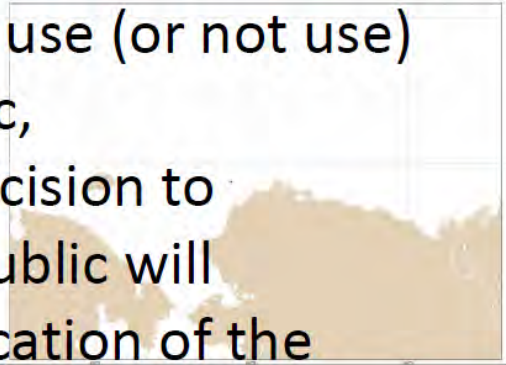 use (or not use)
c,
cision to
ublic will
cation of the